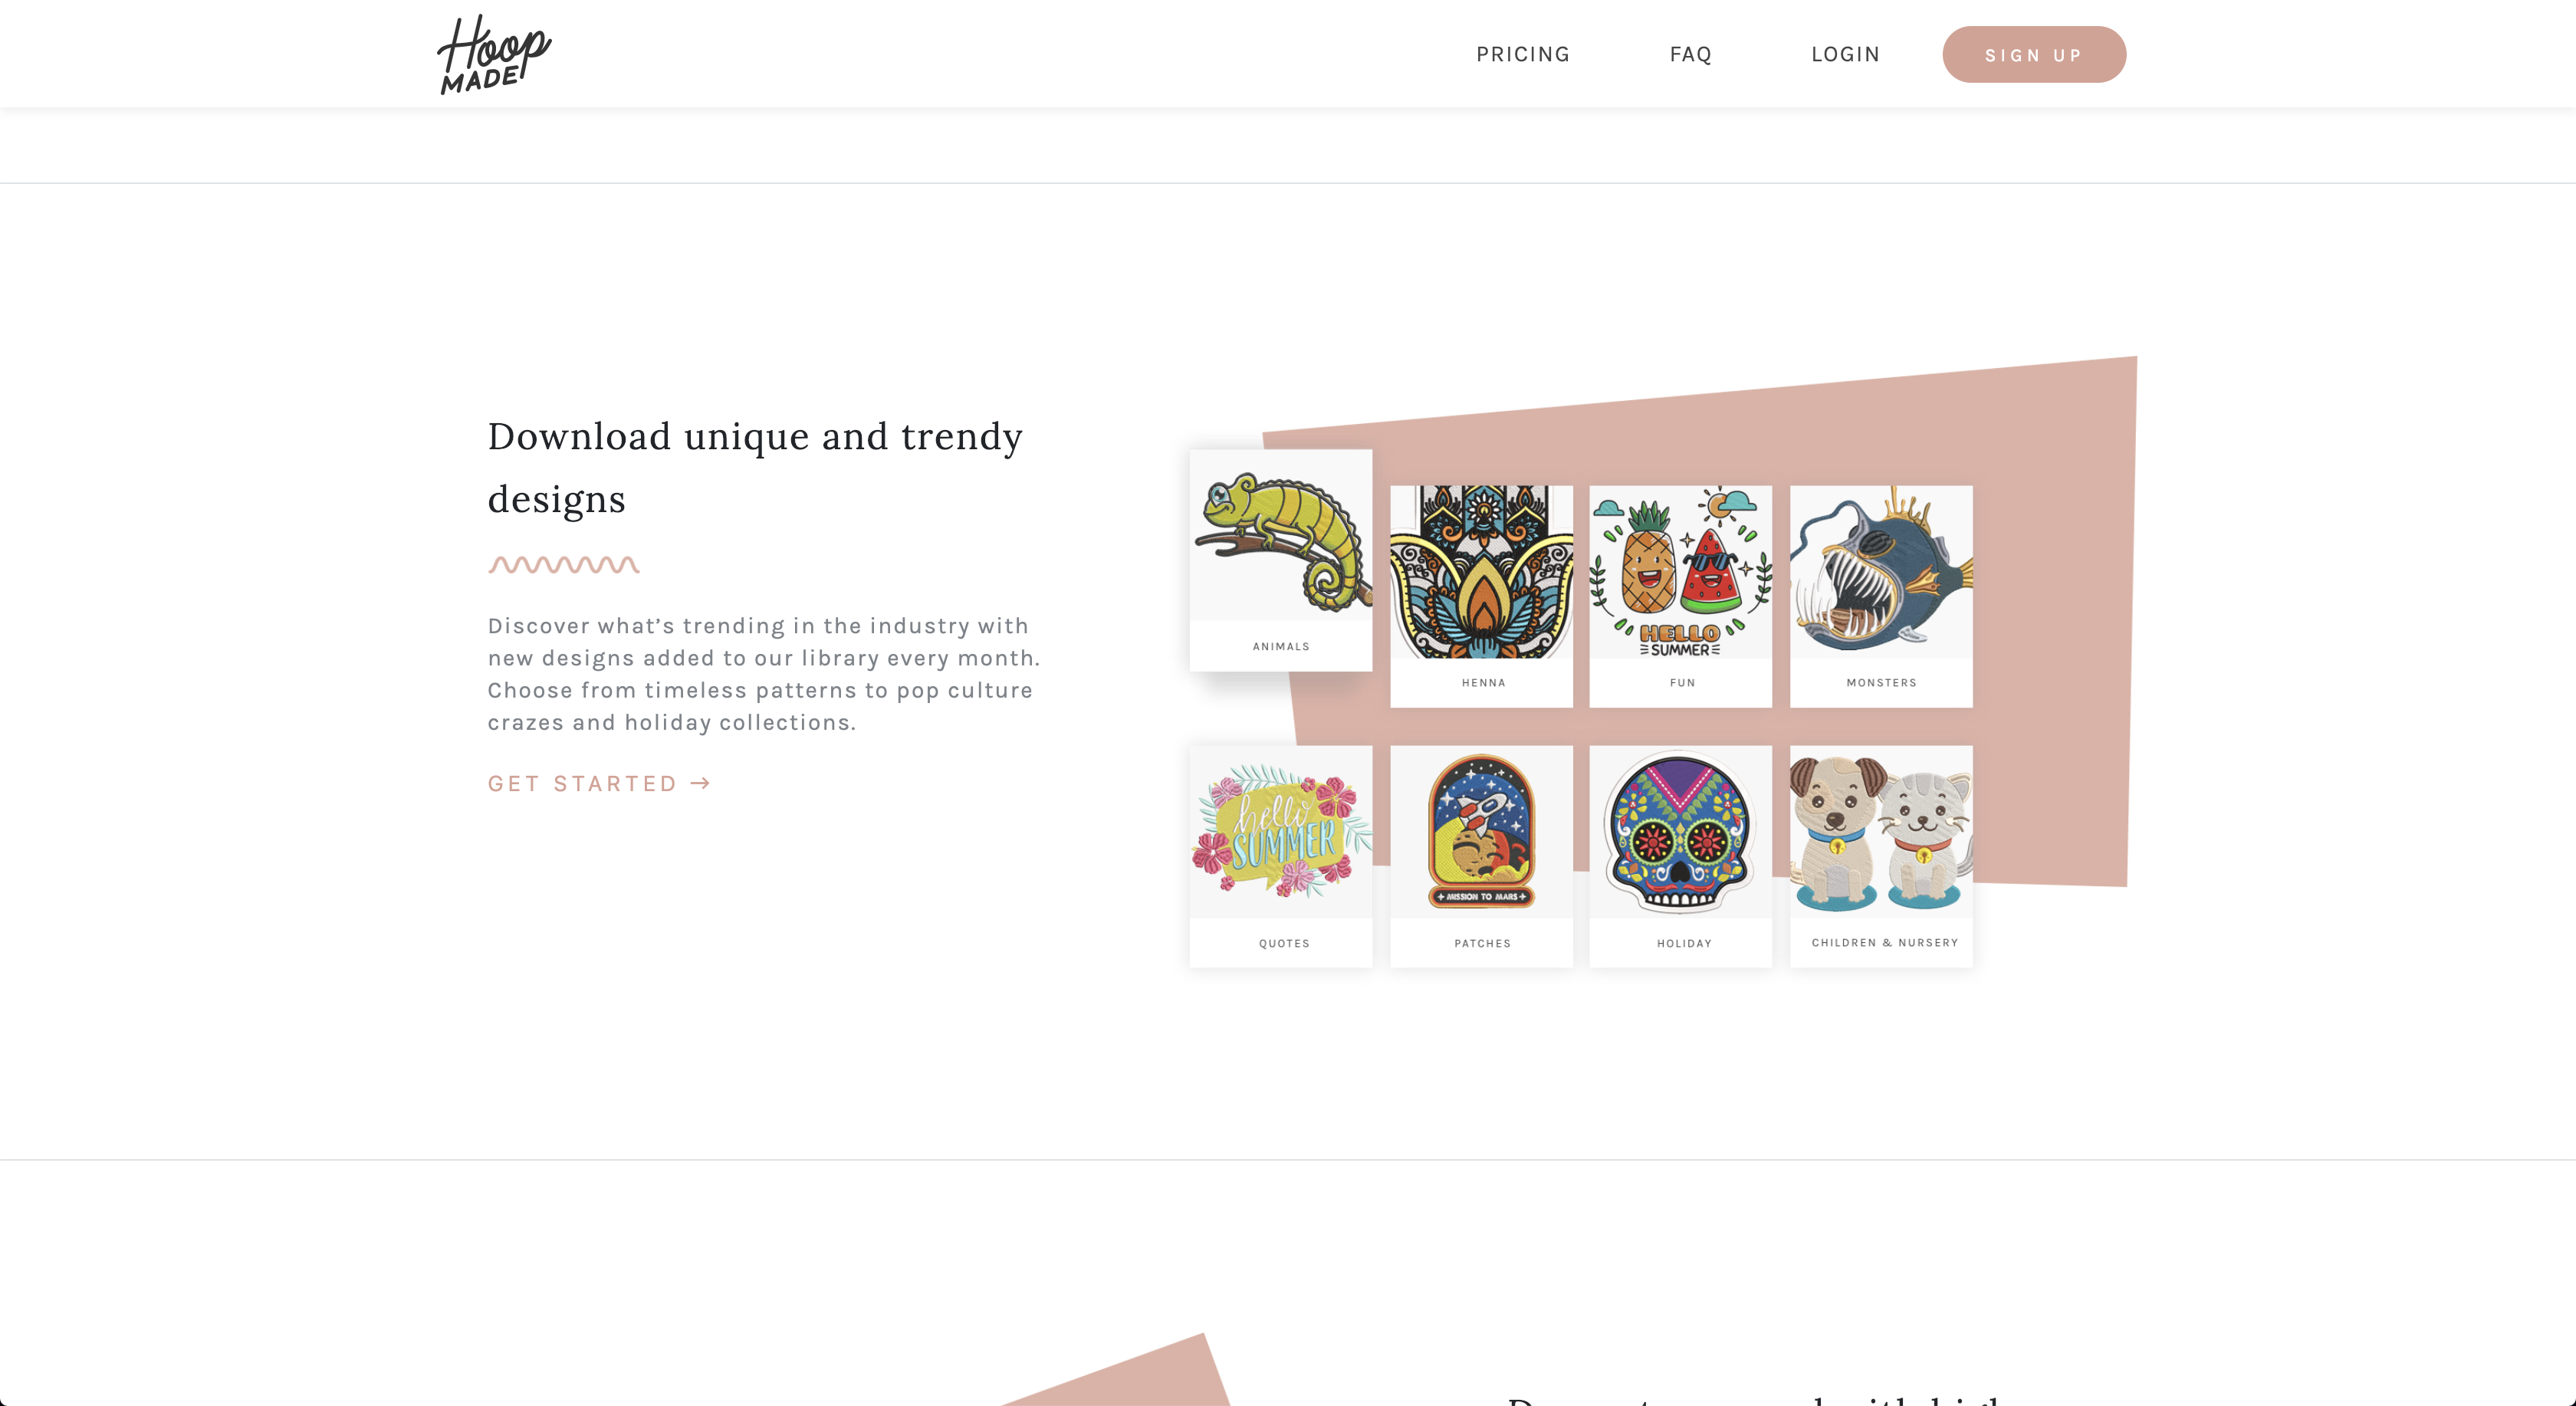 Hoop
MADE
PRICING
FAQ
LOGIN
SIGN UP
Download unique and trendy
designs
Discover what’s trending in the industry with
new designs added to our library every month.
Choose from timeless patterns to pop culture
crazes and holiday collections.
GET STARTED →
ANIMALS
HELLO
SUMMER
HENNA
FUN
MONSTERS
hello
SUMMER
MISSION TO MARS
QUOTES
PATCHES
HOLIDAY
CHILDREN & NURSERY